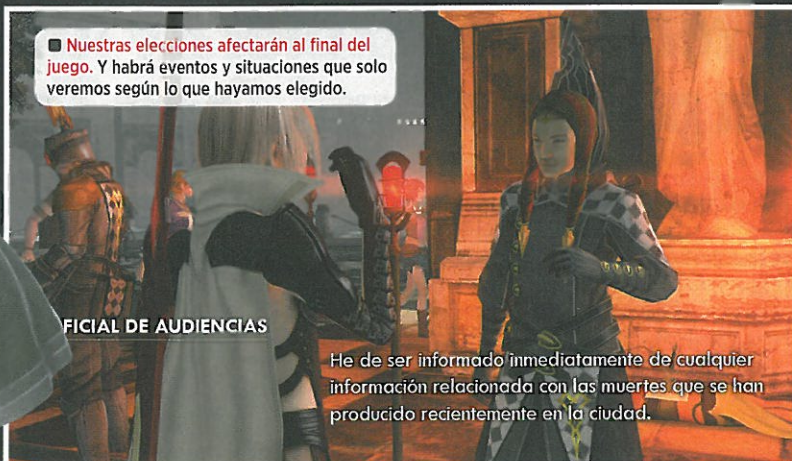 ■ Nuestras elecciones afectarán al final del
juego. Y habrá eventos y situaciones que solo
veremos según lo que hayamos elegido.
FICIAL DE AUDIENCIAS
He de ser informado inmediatamente de cualquier
información relacionada con las muertes que se han
producido recientemente en la ciudad.